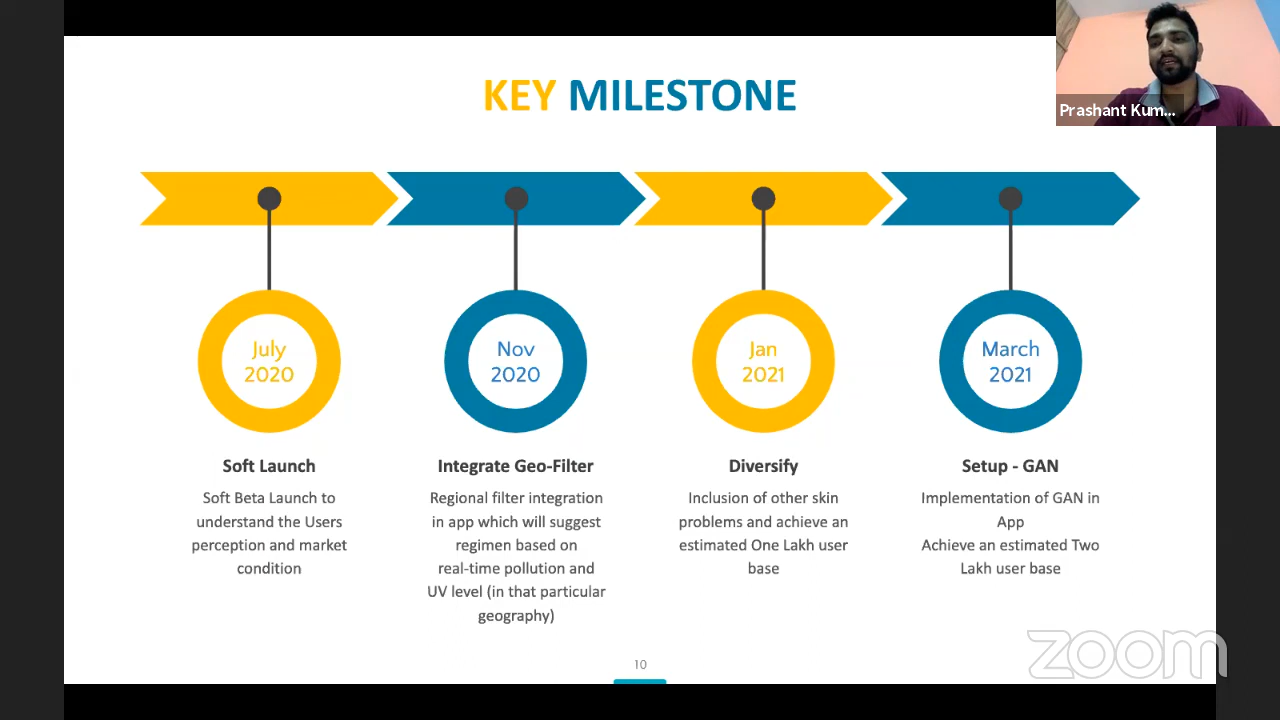 KEY MILESTONE
Prashant Kum...
July
2020
Nov
2020
Jan
2021
March
2021
Soft Launch
Soft Beta Launch to
understand the Users
perception and market
condition
Integrate Geo-Filter
Regional filter integration
in app which will suggest
regimen based on
real-time pollution and
UV level (in that particular
geography)
Diversify
Inclusion of other skin
problems and achieve an
estimated One Lakh user
base
Setup - GAN
Implementation of GAN in
App
Achieve an estimated Two
Lakh user base
10
zoom